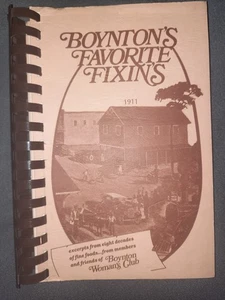 BOYNTON'S
FAVORITE
FIXINS
1911
excerpts from eight decades
of fine foods... from members
and friends of Boynton
Woman's Club